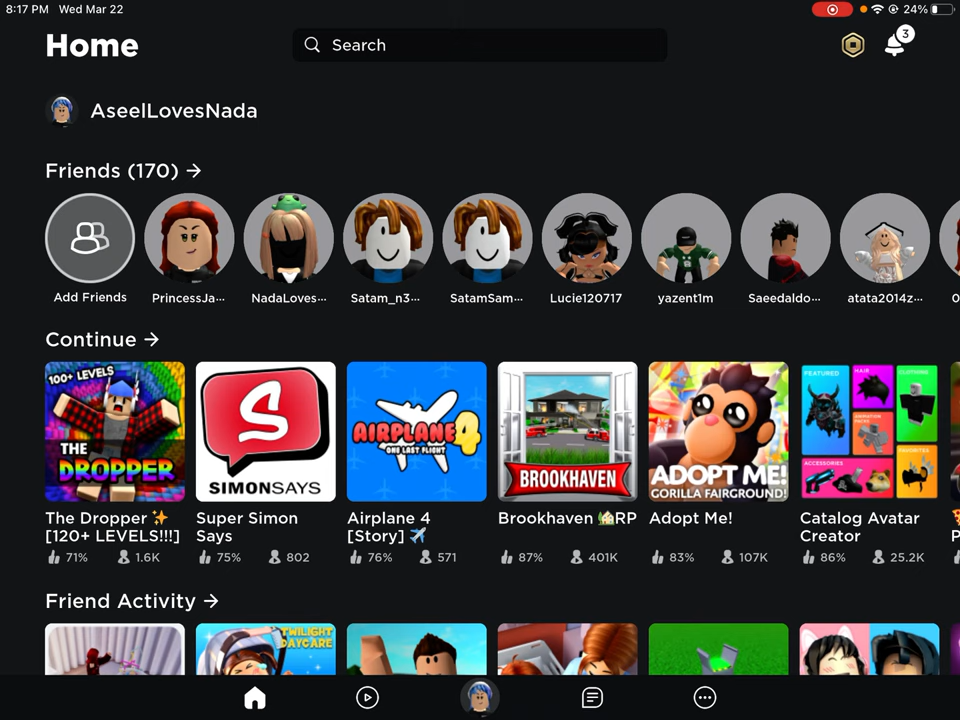 8:17 PM Wed Mar 22
24%
Home
Search
3
AseelLovesNada
Friends (170) →
Add Friends
PrincessJa...
NadaLoves...
Satam_n3...
SatamSam...
Lucie120717
yazent1m
Saeedaldo...
atata2014z...
Continue →
100+ LEVELS
THE
DROPPER
S
SIMONSAYS
AIRPLANE 4
ONE LAST FLIGHT
BROOKHAVEN
ADOPT ME!
GORILLA FAIRGROUND!
FEATURED
HAIR
CLOTHING
ANIMATION
PACKS
ACCESSORIES
FAVORITES
The Dropper ✨
[120+ LEVELS!!!]
Super Simon
Says
Airplane 4
[Story] ✈️
Brookhaven 🏡RP
Adopt Me!
Catalog Avatar
Creator
71% 1.6K
75% 802
76% 571
87% 401K
83% 107K
86% 25.2K
Friend Activity →
TWILIGHT
DAYCARE